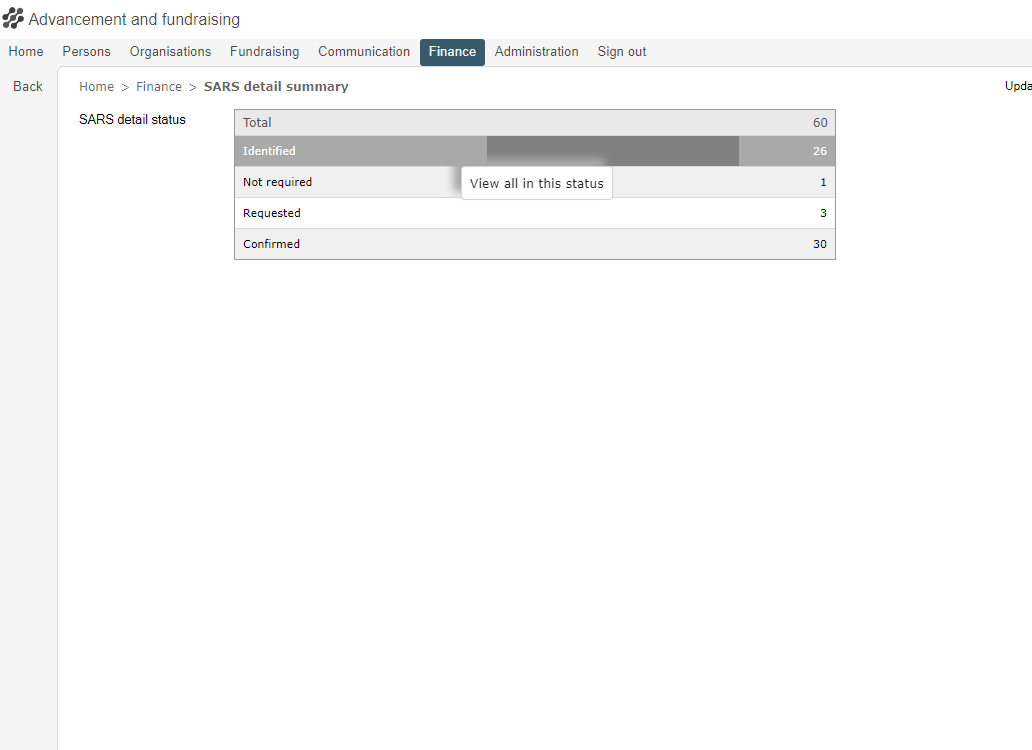 Advancement and fundraising
Home Persons Organisations Fundraising Communication Finance Administration Sign out
Back Home > Finance > SARS detail summary Upda
SARS detail status Total 60
Identified 26
Not required 1
View all in this status
Requested 3
Confirmed 30